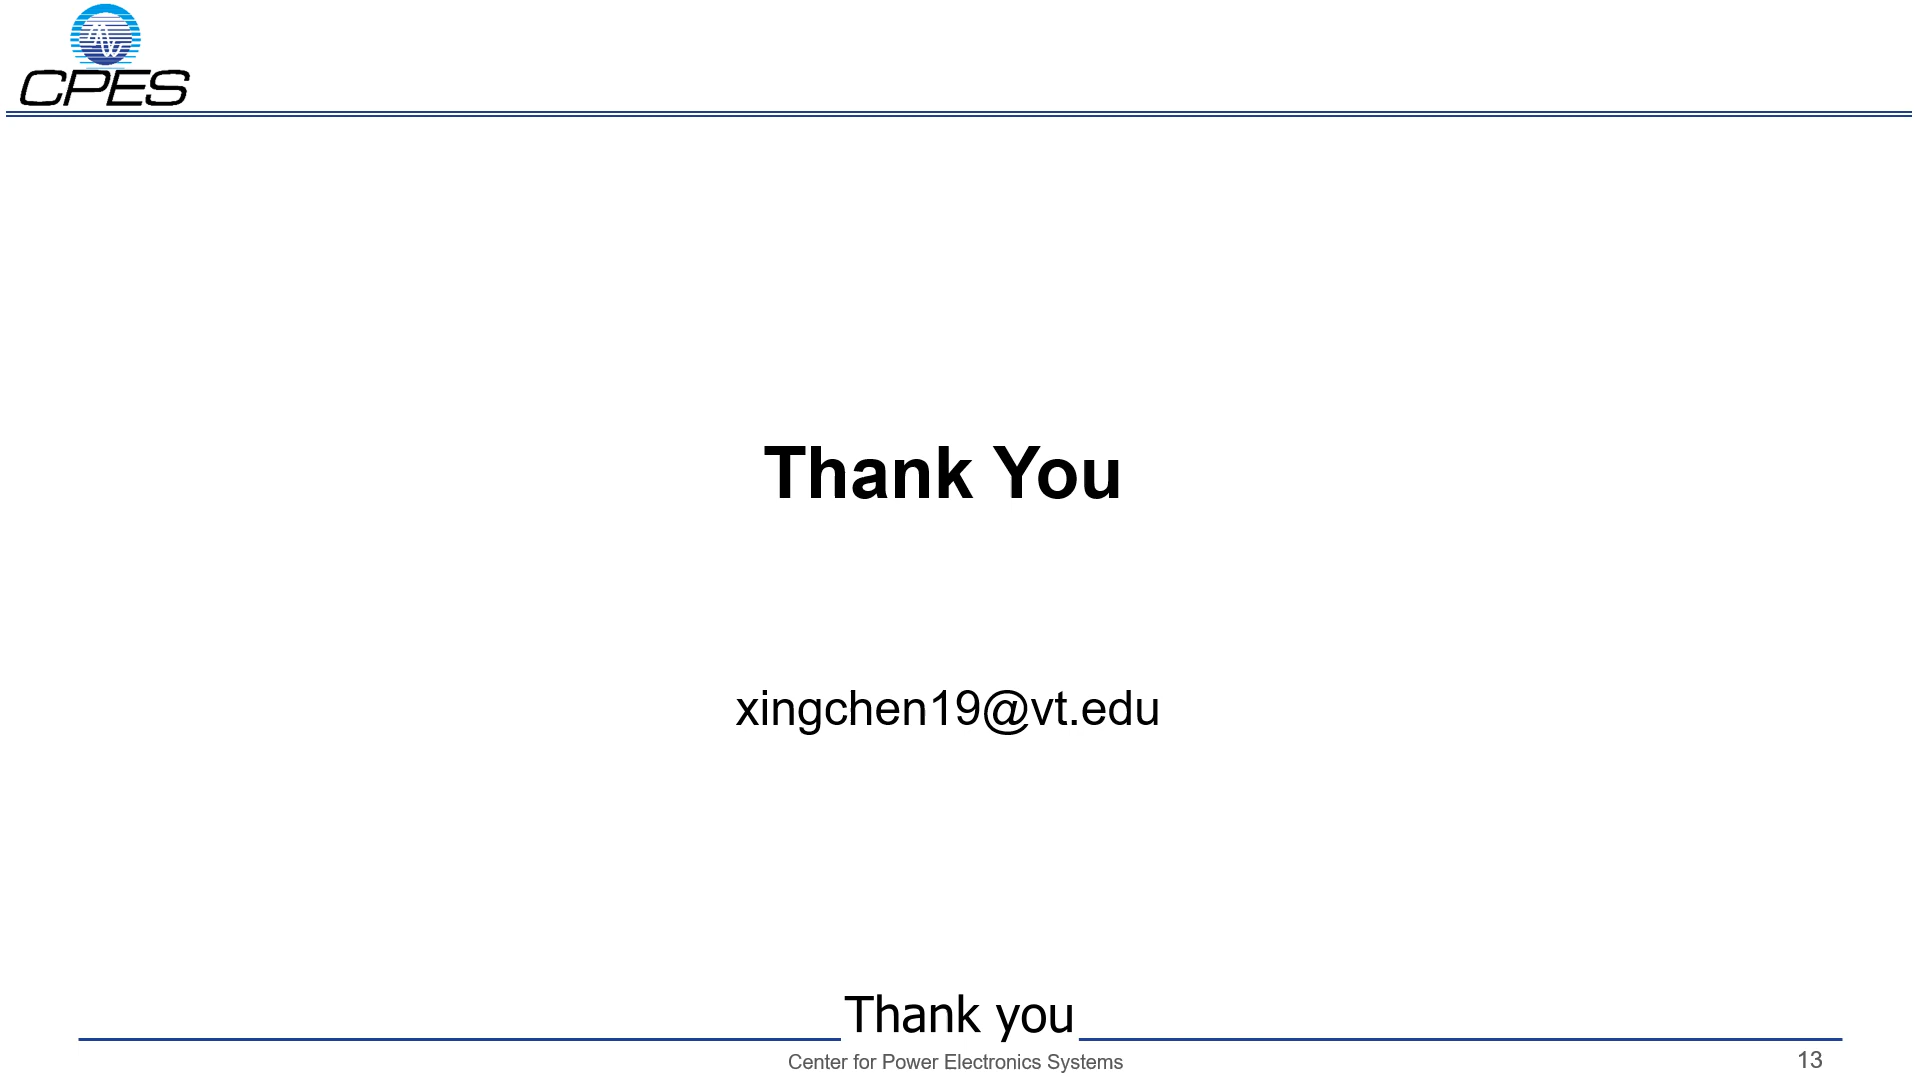 CPES
Thank You
xingchen19@vt.edu
Thank you
Center for Power Electronics Systems
13